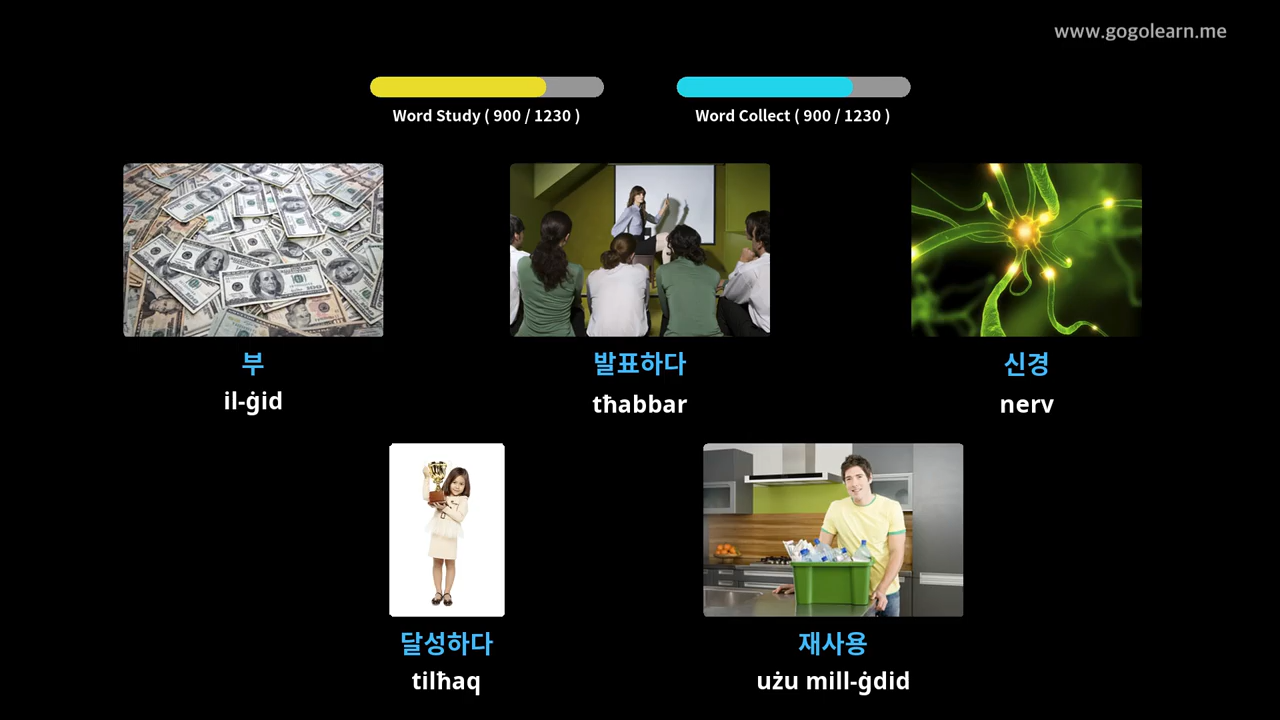 www.gogolearn.me
Word Study ( 900 / 1230 )
Word Collect ( 900 / 1230 )
부
il-ġid
발표하다
tħabbar
신경
nerv
달성하다
tilħaq
재사용
użu mill-ġdid